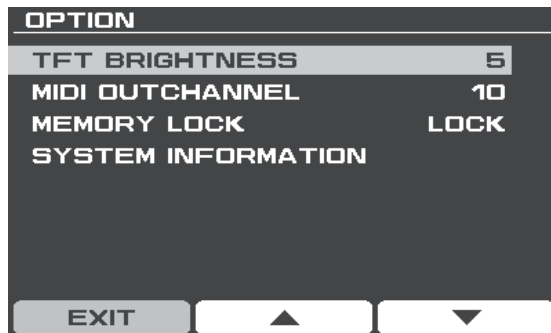 OPTION
TFT BRIGHTNESS 5
MIDI OUTCHANNEL 10
MEMORY LOCK LOCK
SYSTEM INFORMATION
EXIT